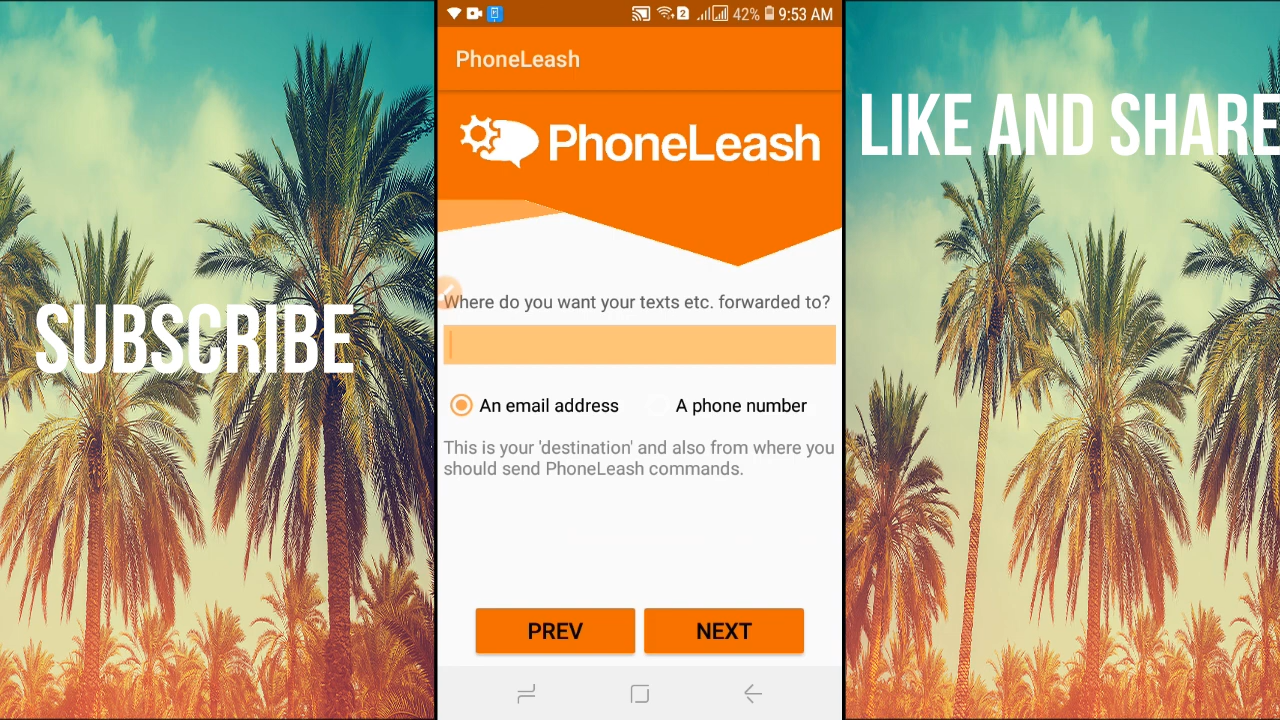 42% 9:53 AM
PhoneLeash
PhoneLeash
Where do you want your texts etc. forwarded to?
An email address
A phone number
This is your 'destination' and also from where you
should send PhoneLeash commands.
PREV
NEXT
SUBSCRIBE
LIKE AND SHARE